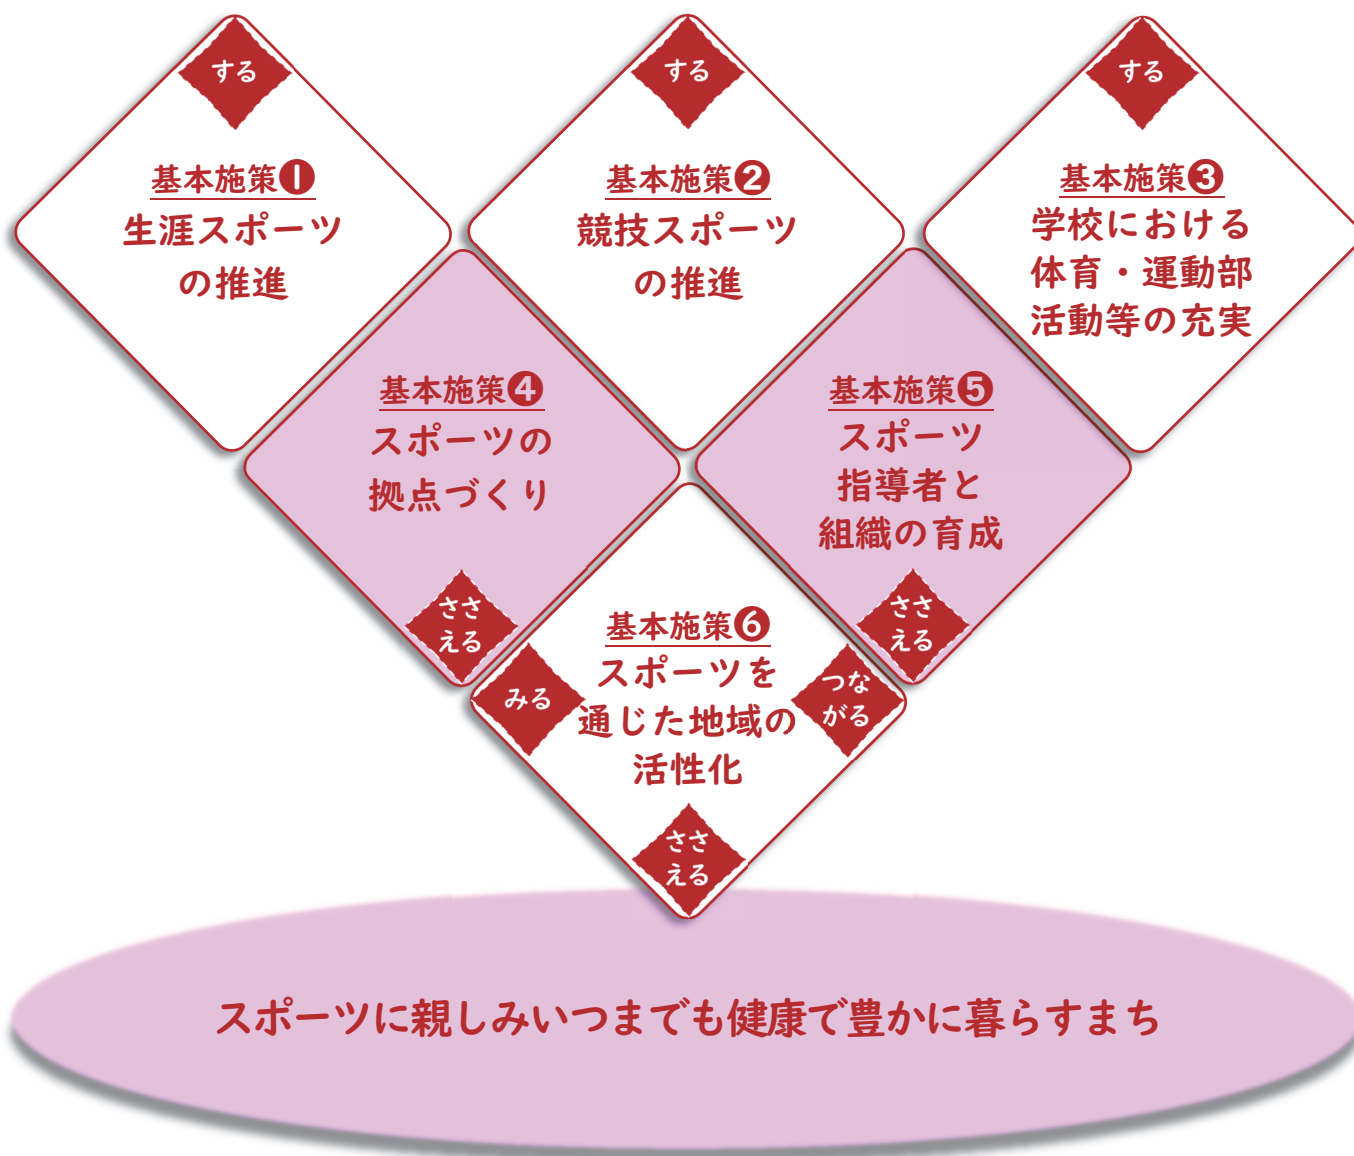 する
基本施策❶
生涯スポーツ
の推進
する
基本施策❷
競技スポーツ
の推進
する
基本施策❸
学校における
体育・運動部
活動等の充実
基本施策❹
スポーツの
拠点づくり
ささ
える
基本施策❺
スポーツ
指導者と
組織の育成
ささ
える
基本施策❻
スポーツを
通じた地域の
活性化
みる
つな
がる
ささ
える
スポーツに親しみいつまでも健康で豊かに暮らすまち